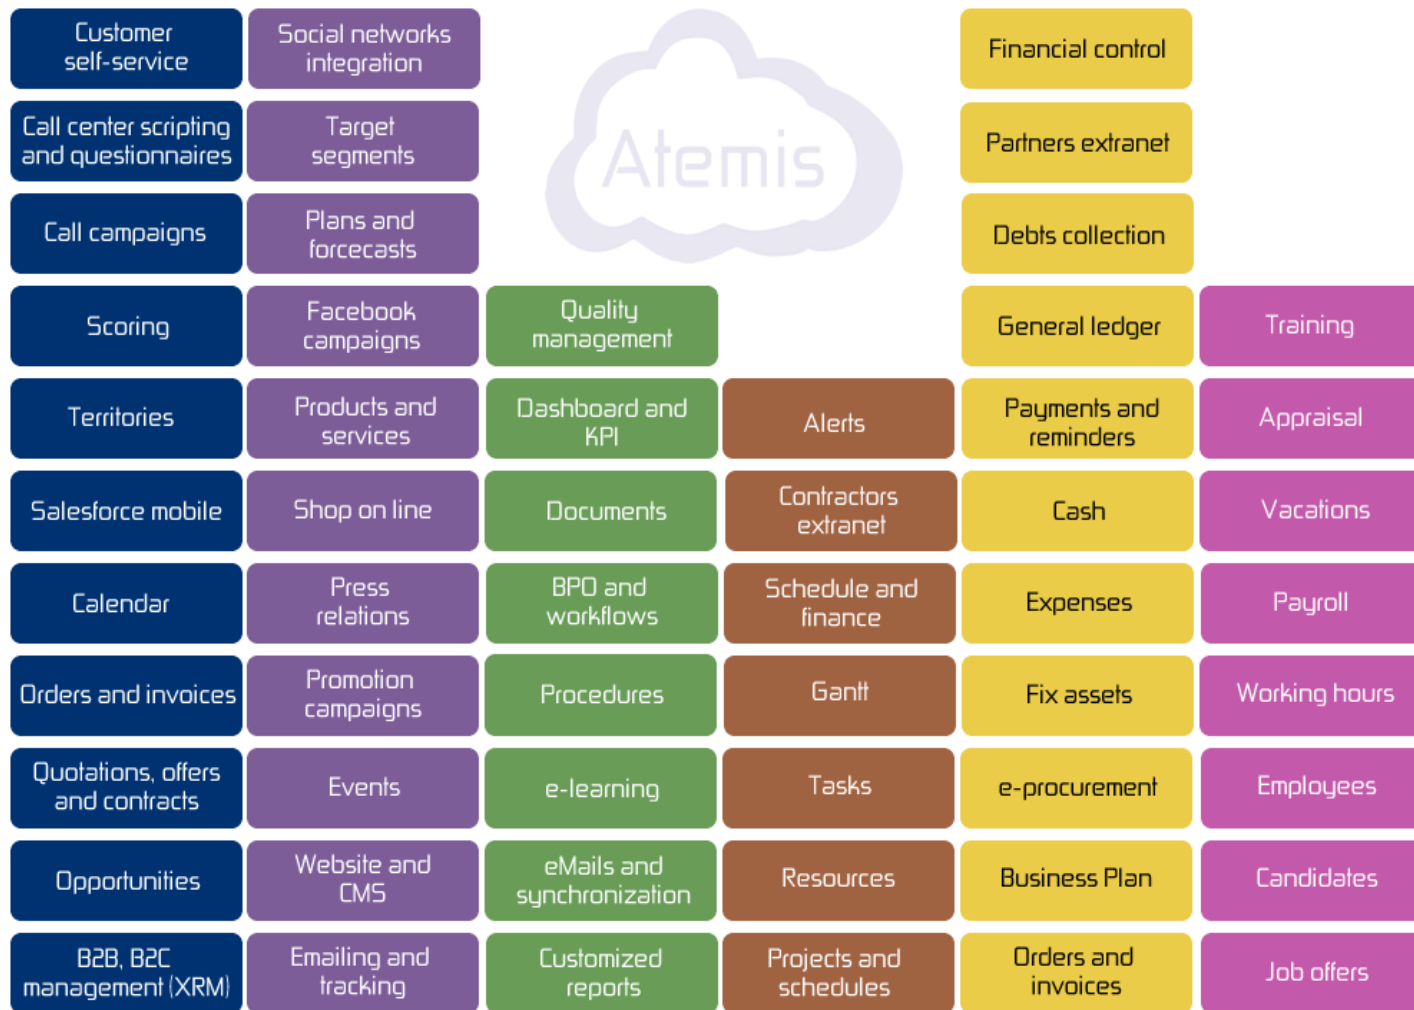 Customer
self-service
Social networks
integration
Atemis
Financial control
Call center scripting
and questionnaires
Target
segments
Partners extranet
Call campaigns
Plans and
forcecasts
Debts collection
Scoring
Facebook
campaigns
Quality
management
General ledger
Training
Territories
Products and
services
Dashboard and
KPI
Alerts
Payments and
reminders
Appraisal
Salesforce mobile
Shop on line
Documents
Contractors
extranet
Cash
Vacations
Calendar
Press
relations
BPO and
workflows
Schedule and
finance
Expenses
Payroll
Orders and invoices
Promotion
campaigns
Procedures
Gantt
Fix assets
Working hours
Quotations, offers
and contracts
Events
e-learning
Tasks
e-procurement
Employees
Opportunities
Website and
CMS
eMails and
synchronization
Resources
Business Plan
Candidates
B2B, B2C
management (XRM)
Emailing and
tracking
Customized
reports
Projects and
schedules
Orders and
invoices
Job offers